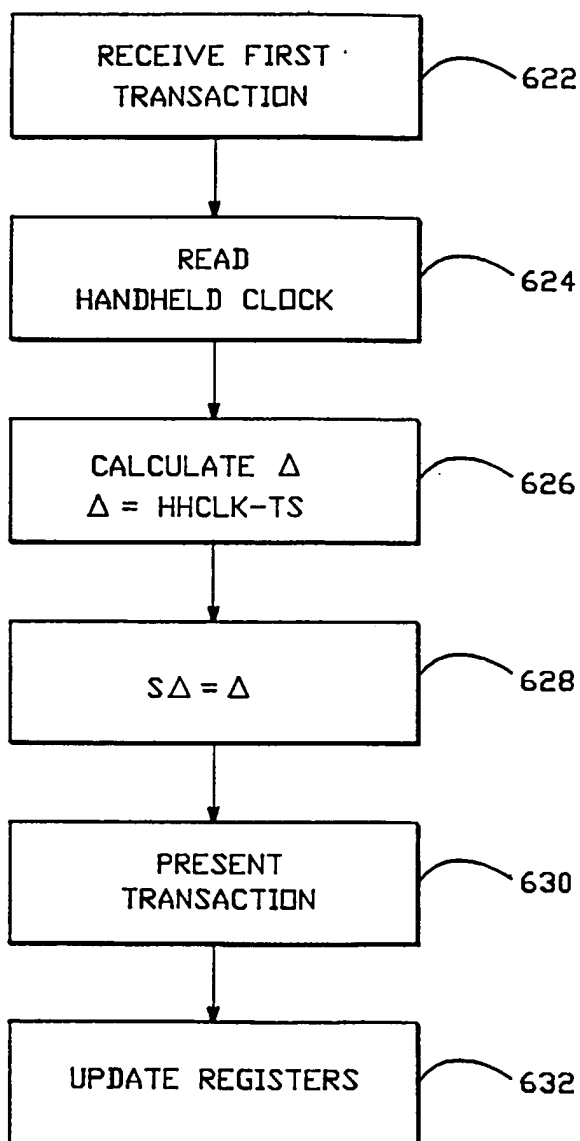 RECEIVE FIRST
TRANSACTION
622
READ
HANDHELD CLOCK
624
CALCULATE Δ
Δ = HHCLK-TS
626
SΔ = Δ
628
PRESENT
TRANSACTION
630
UPDATE REGISTERS
632